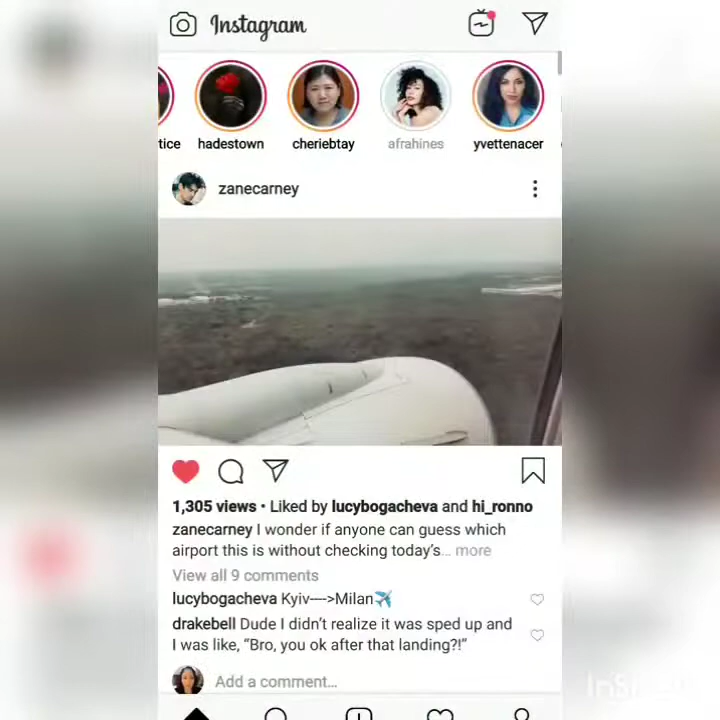 Instagram
tice hadestown cheriebtay afrahines yvettenacer
zanecarney
1,305 views • Liked by lucybogacheva and hi_ronno
zanecarney I wonder if anyone can guess which
airport this is without checking today's... more
View all 9 comments
lucybogacheva Kyiv---->Milan✈️
drakebell Dude I didn't realize it was sped up and
I was like, "Bro, you ok after that landing?!"
Add a comment...